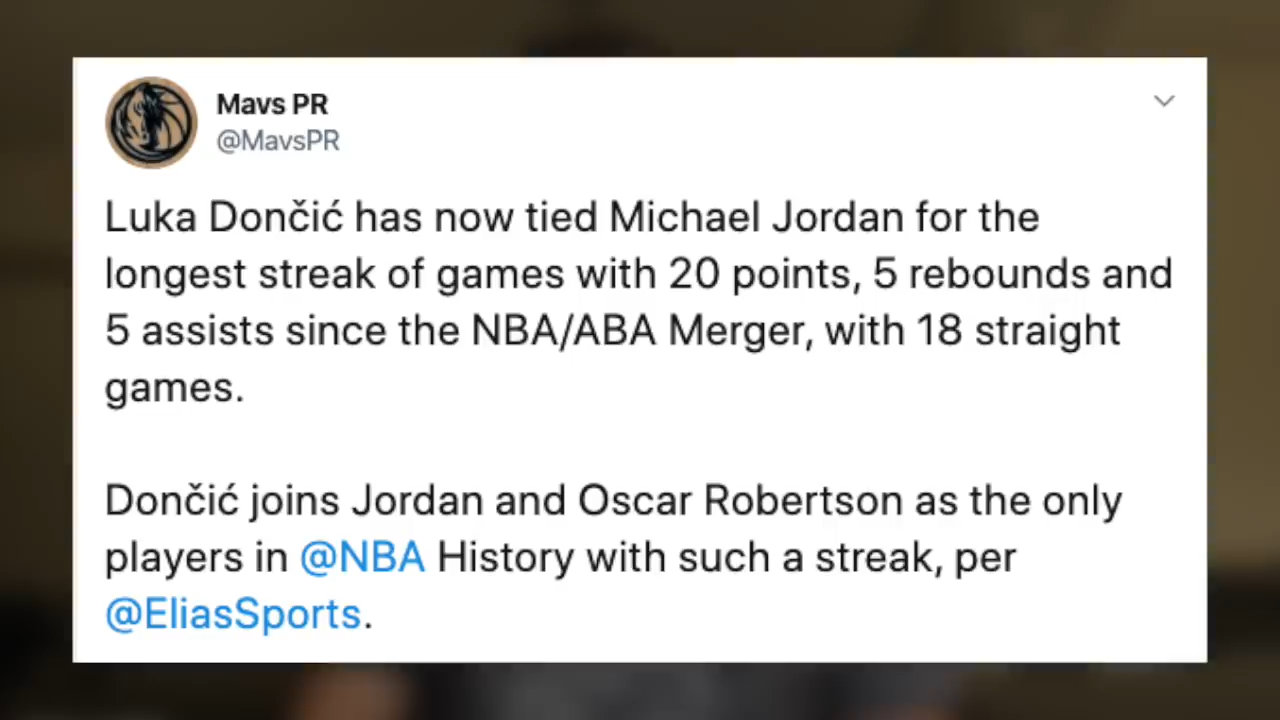 Mavs PR
@MavsPR
Luka Dončić has now tied Michael Jordan for the
longest streak of games with 20 points, 5 rebounds and
5 assists since the NBA/ABA Merger, with 18 straight
games.
Dončić joins Jordan and Oscar Robertson as the only
players in @NBA History with such a streak, per
@EliasSports.